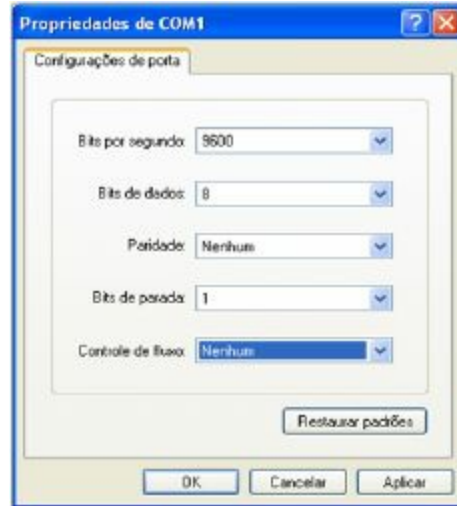 Propriedades de COM1
Configurações de porta
Bits por segundo: 9600
Bits de dados: 8
Paridade: Nenhum
Bits de parada: 1
Controle de fluxo: Nenhum
Restaurar padrões
OK Cancelar Aplicar